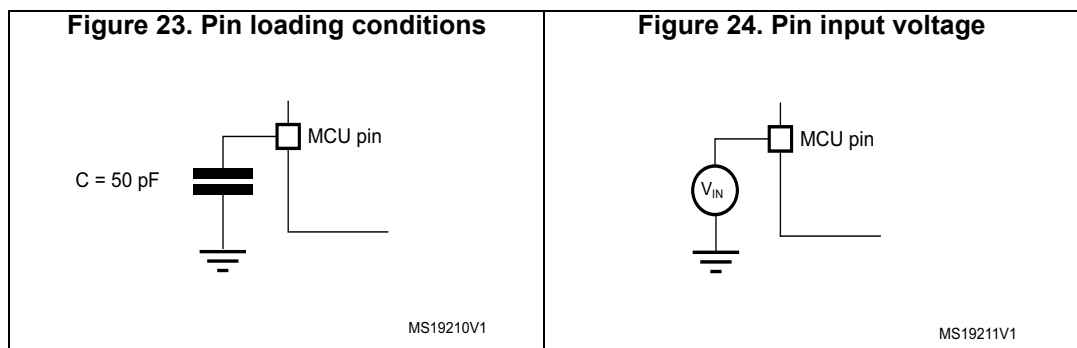 Figure 23. Pin loading conditions
MCU pin
C = 50 pF
MS19210V1
Figure 24. Pin input voltage
MCU pin
VIN
MS19211V1